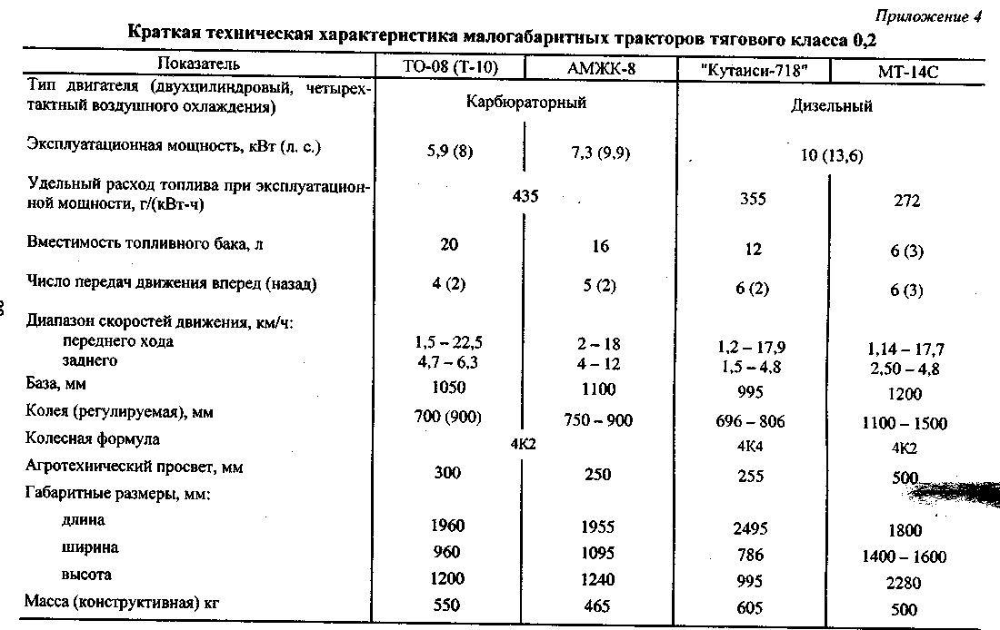 Приложение 4
Краткая техническая характеристика малогабаритных тракторов тягового класса 0,2
Показатель ТО-08 (Т-10) АМЖК-8 "Кутаиси-718" МТ-14С
Тип двигателя (двухцилиндровый, четырех-
тактный воздушного охлаждения) Карбюраторный Дизельный
Эксплуатационная мощность, кВт (л. с.) 5,9 (8) 7,3 (9,9) 10 (13,6)
Удельный расход топлива при эксплуатацион-
ной мощности, г/(кВт-ч) 435 355 272
Вместимость топливного бака, л 20 16 12 6 (3)
Число передач движения вперед (назад) 4 (2) 5 (2) 6 (2) 6 (3)
Диапазон скоростей движения, км/ч:
переднего хода 1,5 – 22,5 2 – 18 1,2 – 17,9 1,14 – 17,7
заднего 4,7 – 6,3 4 – 12 1,5 – 4,8 2,50 – 4,8
База, мм 1050 1100 995 1200
Колея (регулируемая), мм 700 (900) 750 – 900 696 – 806 1100 – 1500
Колесная формула 4К2 4К4 4К2
Агротехнический просвет, мм 300 250 255 500
Габаритные размеры, мм:
длина 1960 1955 2495 1800
ширина 960 1095 786 1400 – 1600
высота 1200 1240 995 2280
Масса (конструктивная) кг 550 465 605 500